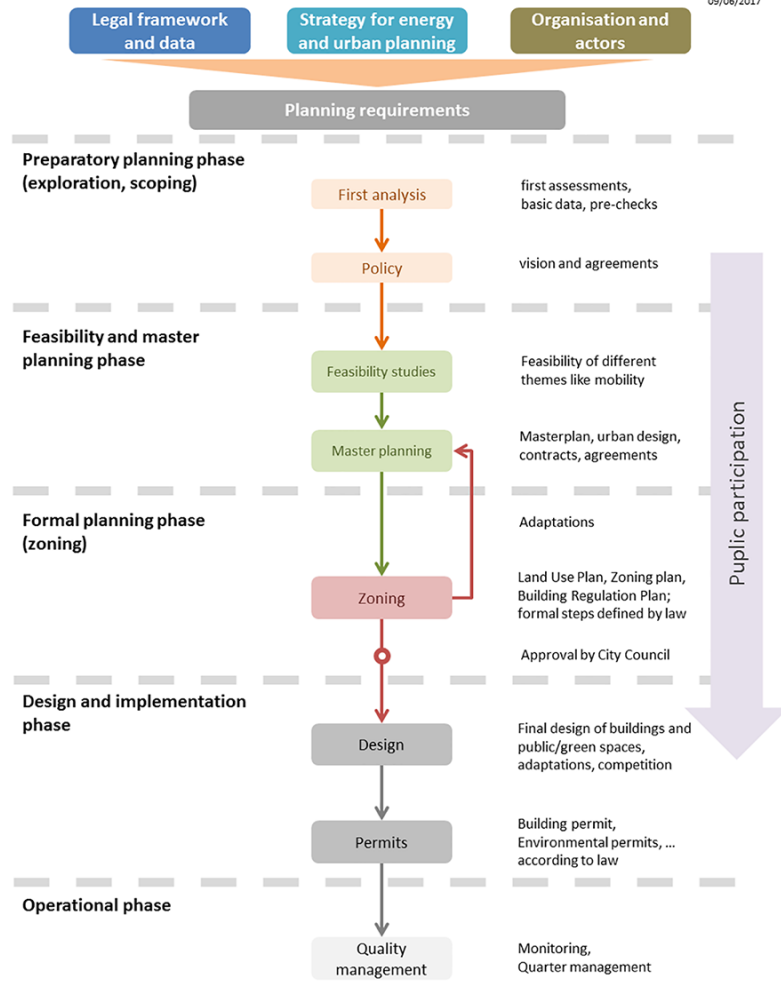 09/06/2017
Legal framework
and data
Strategy for energy
and urban planning
Organisation and
actors
Planning requirements
Preparatory planning phase
(exploration, scoping)
First analysis
first assessments,
basic data, pre-checks
Policy
vision and agreements
Feasibility and master
planning phase
Feasibility studies
Feasibility of different
themes like mobility
Master planning
Masterplan, urban design,
contracts, agreements
Formal planning phase
(zoning)
Adaptations
Zoning
Land Use Plan, Zoning plan,
Building Regulation Plan;
formal steps defined by law
Approval by City Council
Design and implementation
phase
Design
Final design of buildings and
public/green spaces,
adaptations, competition
Permits
Building permit,
Environmental permits, ...
according to law
Operational phase
Quality
management
Monitoring,
Quarter management
Puplic participation